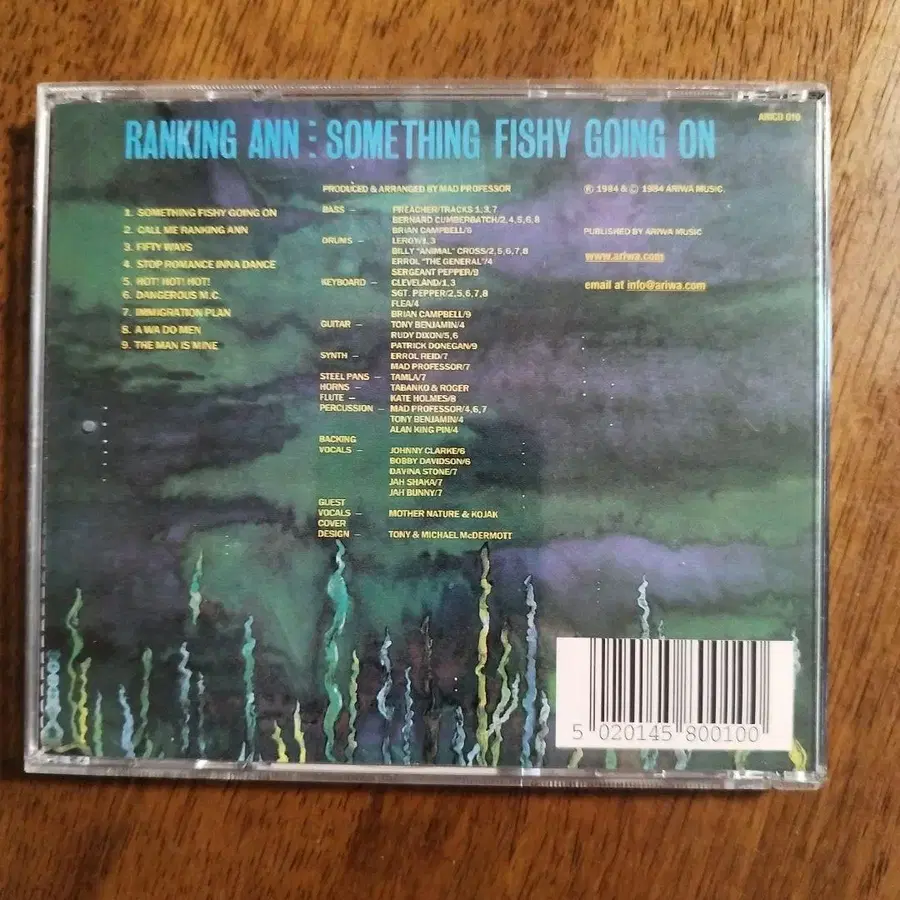 ARICD 010
RANKING ANN : SOMETHING FISHY GOING ON
PRODUCED & ARRANGED BY MAD PROFESSOR
℗ 1984 & © 1984 ARIWA MUSIC.
PUBLISHED BY ARIWA MUSIC
www.ariwa.com
email at info@ariwa.com
1. SOMETHING FISHY GOING ON
2. CALL ME RANKING ANN
3. FIFTY WAYS
4. STOP ROMANCE INNA DANCE
5. HOT! HOT! HOT!
6. DANGEROUS M.C.
7. IMMIGRATION PLAN
8. A WA DO MEN
9. THE MAN IS MINE
BASS – PREACHER/TRACKS 1,3,7
BERNARD CUMBERBATCH/2,4,5,6,8
BRIAN CAMPBELL/9
DRUMS – LEROY/1,3
BILLY "ANIMAL" CROSS/2,5,6,7,8
ERROL "THE GENERAL"/4
SERGEANT PEPPER/9
KEYBOARD – CLEVELAND/1,3
SGT. PEPPER/2,5,6,7,8
FLEA/4
BRIAN CAMPBELL/9
GUITAR – TONY BENJAMIN/4
RUDY DIXON/5,6
PATRICK DONEGAN/9
SYNTH – ERROL REID/7
MAD PROFESSOR/7
STEEL PANS – TAMLA/7
HORNS – TABANKO & ROGER
FLUTE – KATE HOLMES/8
PERCUSSION – MAD PROFESSOR/4,6,7
TONY BENJAMIN/4
ALAN KING PIN/4
BACKING
VOCALS – JOHNNY CLARKE/6
BOBBY DAVIDSON/6
DAVINA STONE/7
JAH SHAKA/7
JAH BUNNY/7
GUEST
VOCALS – MOTHER NATURE & KOJAK
COVER
DESIGN – TONY & MICHAEL McDERMOTT
5 020145 800100